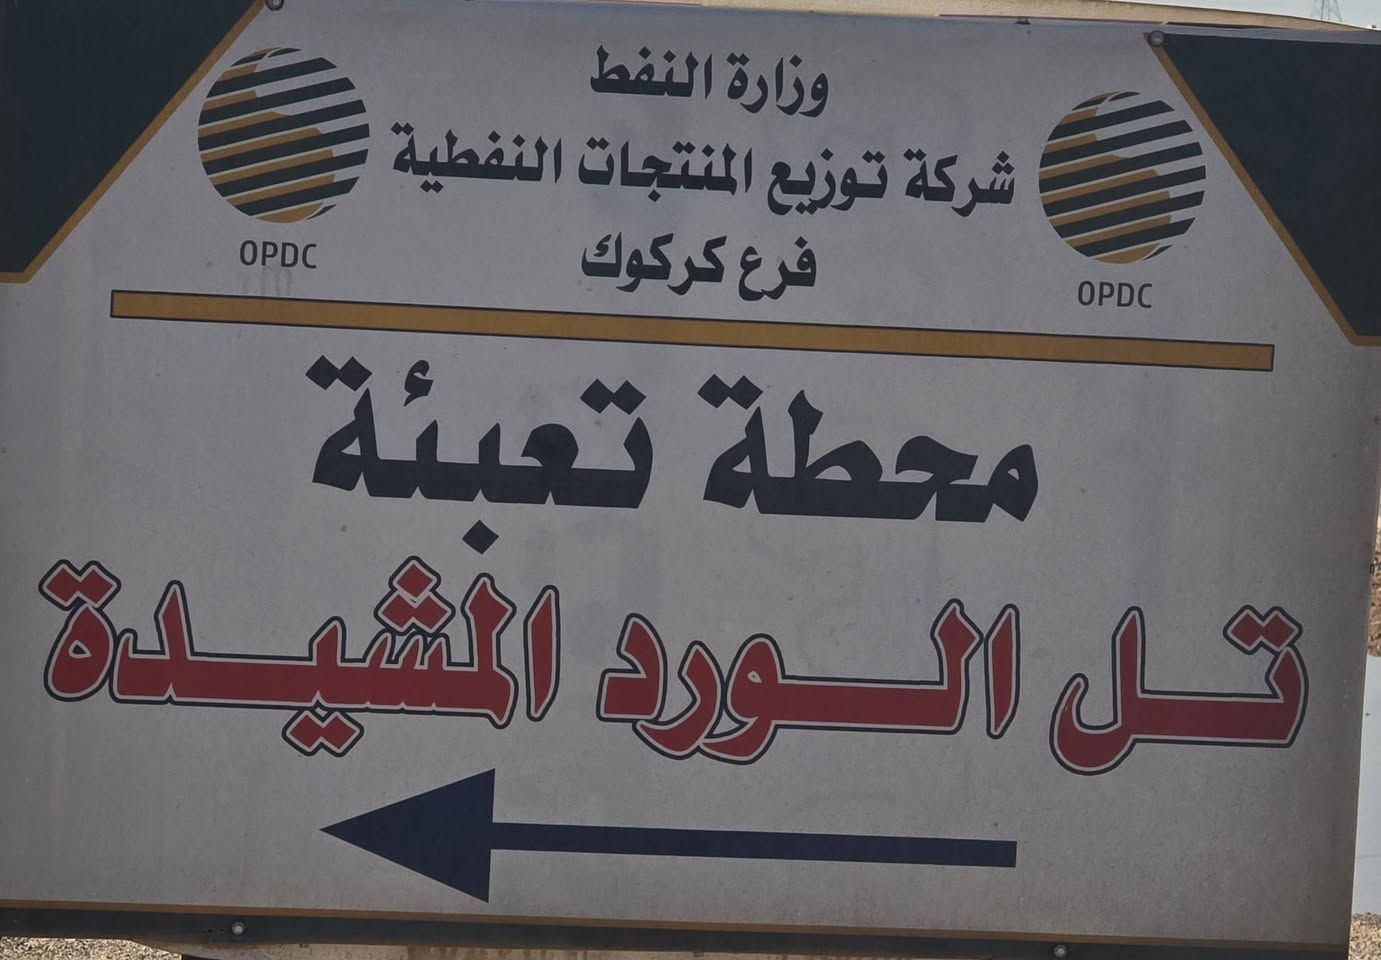 وزارة النفط
شركة توزيع المنتجات النفطية
فرع كركوك
OPDC
OPDC
محطة تعبئة
تل الورد المشيدة